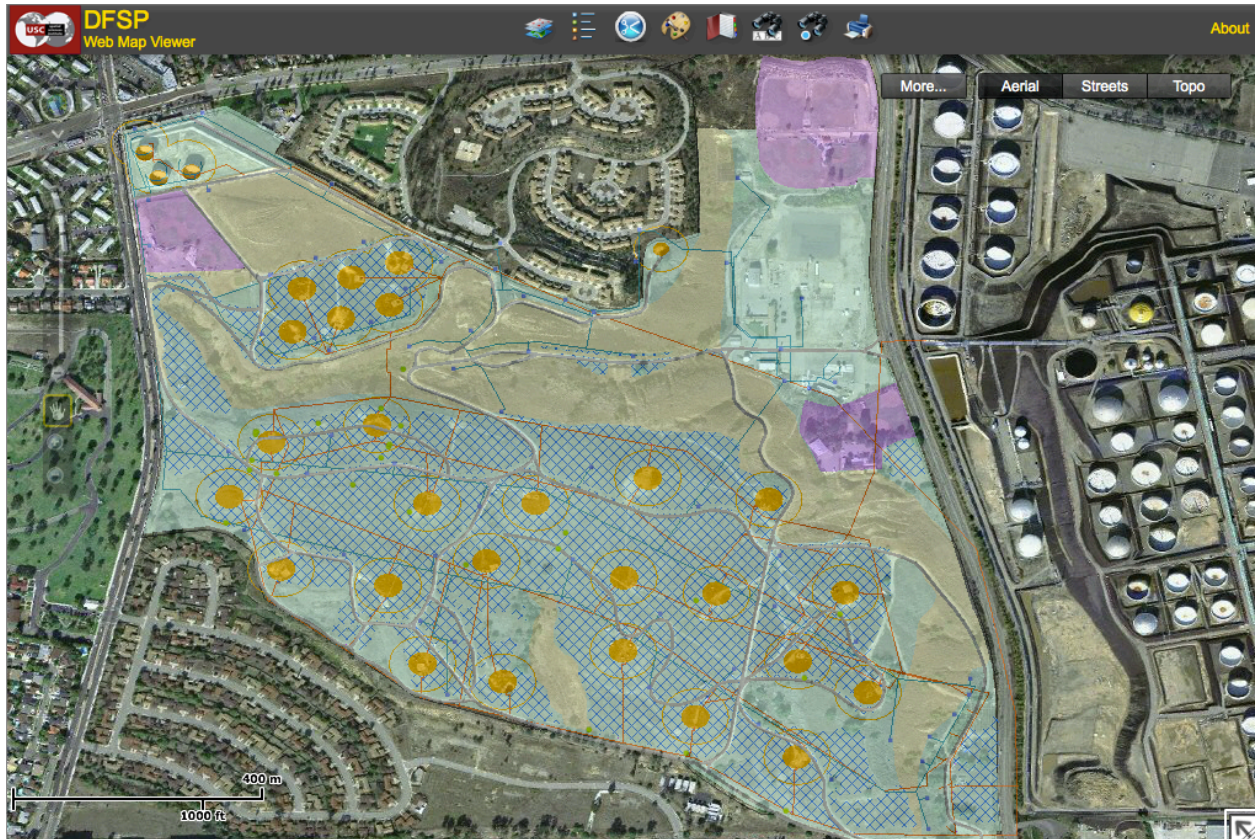 USC
DFSP
Web Map Viewer
About
More...
Aerial
Streets
Topo
400 m
1000 ft